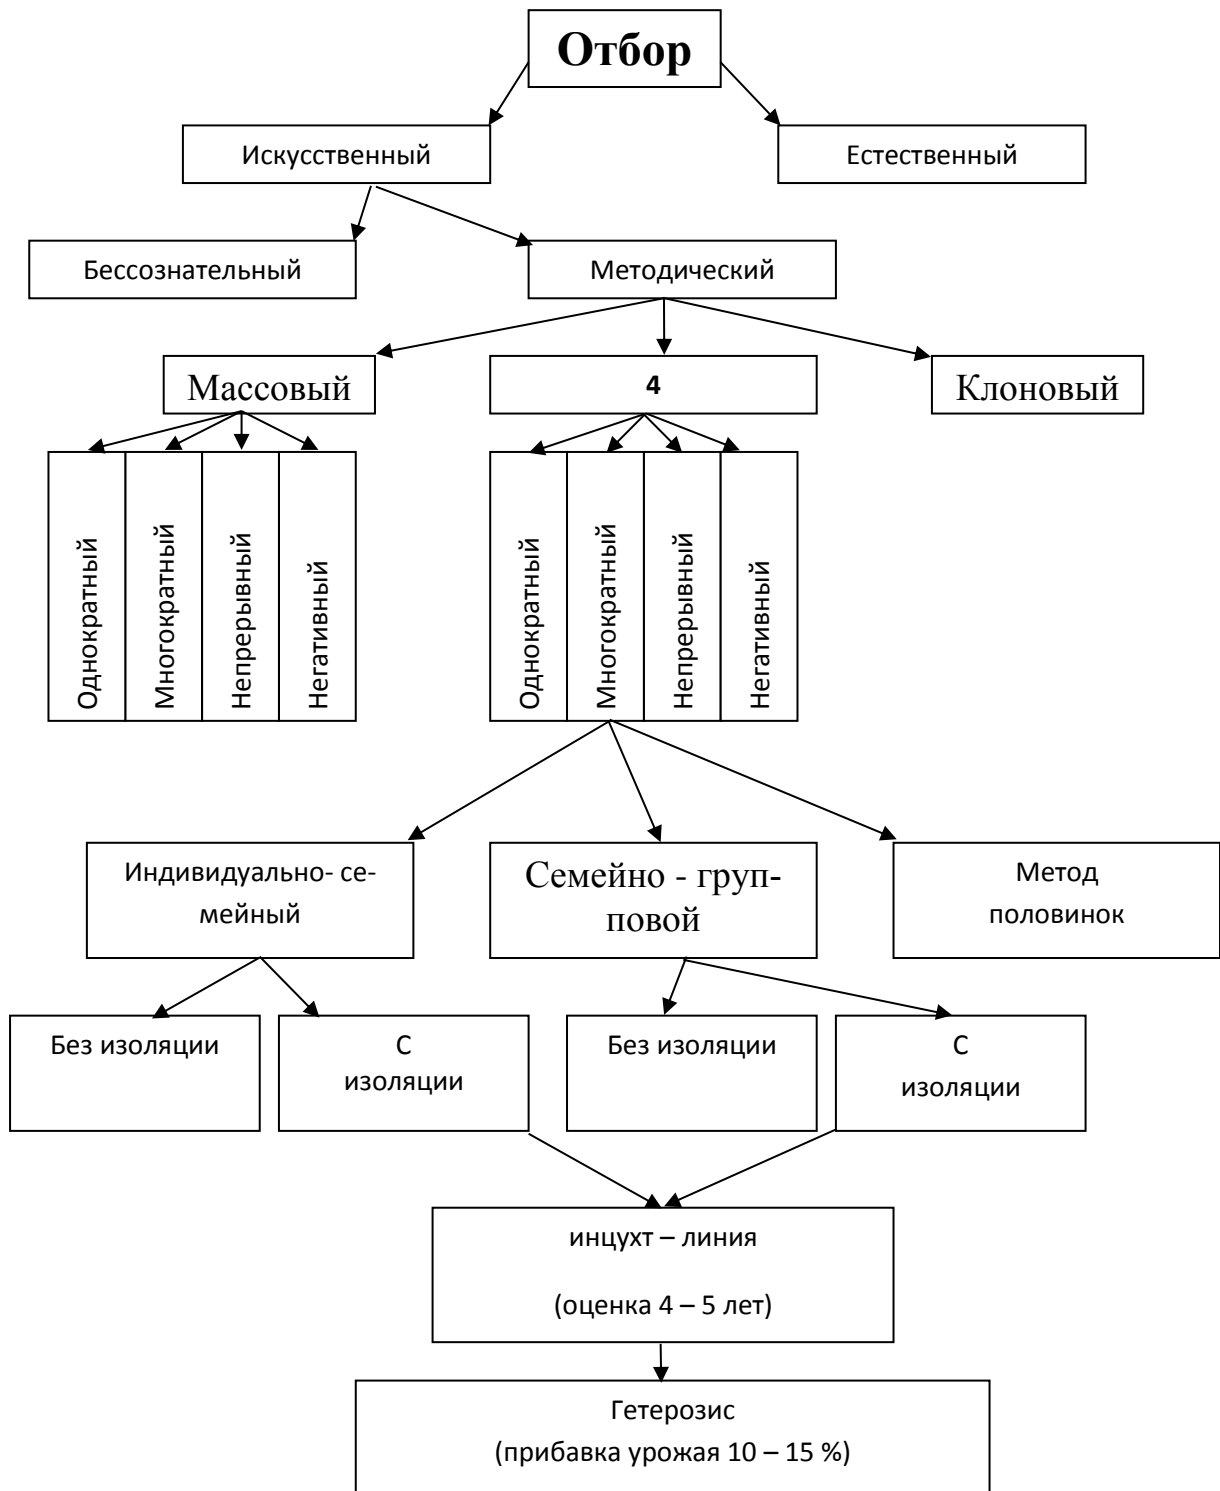 Отбор
Искусственный
Естественный
Бессознательный
Методический
Массовый
4
Клоновый
Однократный
Многократный
Непрерывный
Негативный
Однократный
Многократный
Непрерывный
Негативный
Индивидуально- се-
мейный
Семейно - груп-
повой
Метод
половинок
Без изоляции
С
изоляции
Без изоляции
С
изоляции
инцухт – линия
(оценка 4 – 5 лет)
Гетерозис
(прибавка урожая 10 – 15 %)